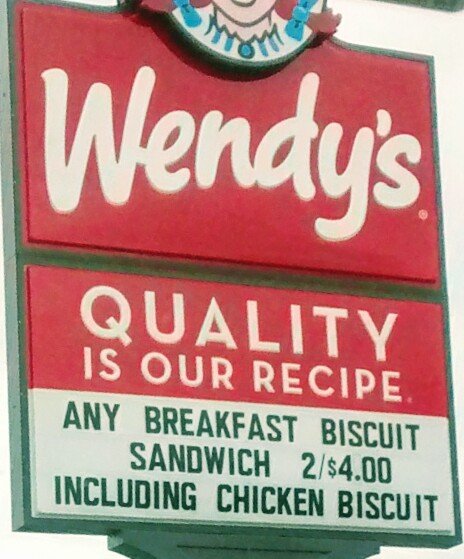 Wendy's
QUALITY
IS OUR RECIPE
ANY BREAKFAST BISCUIT
SANDWICH 2/$4.00
INCLUDING CHICKEN BISCUIT